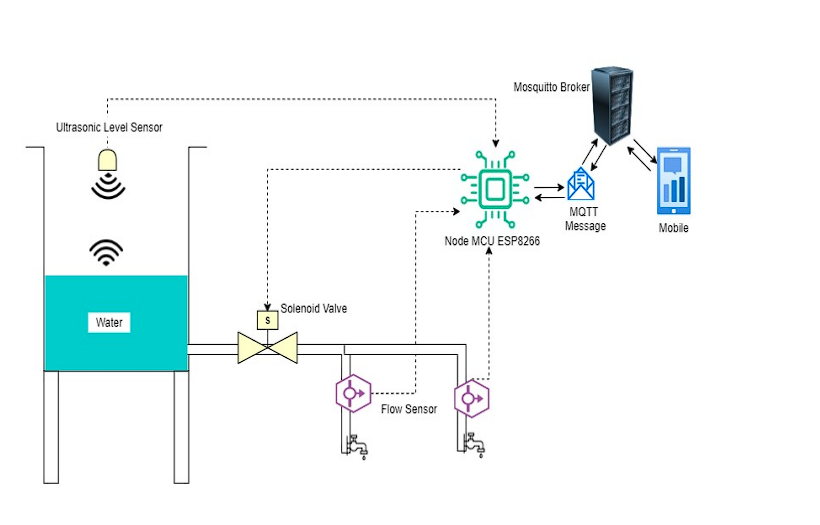 Mosquitto Broker
Ultrasonic Level Sensor
MQTT
Message
Mobile
Node MCU ESP8266
Solenoid Valve
s
Water
Flow Sensor